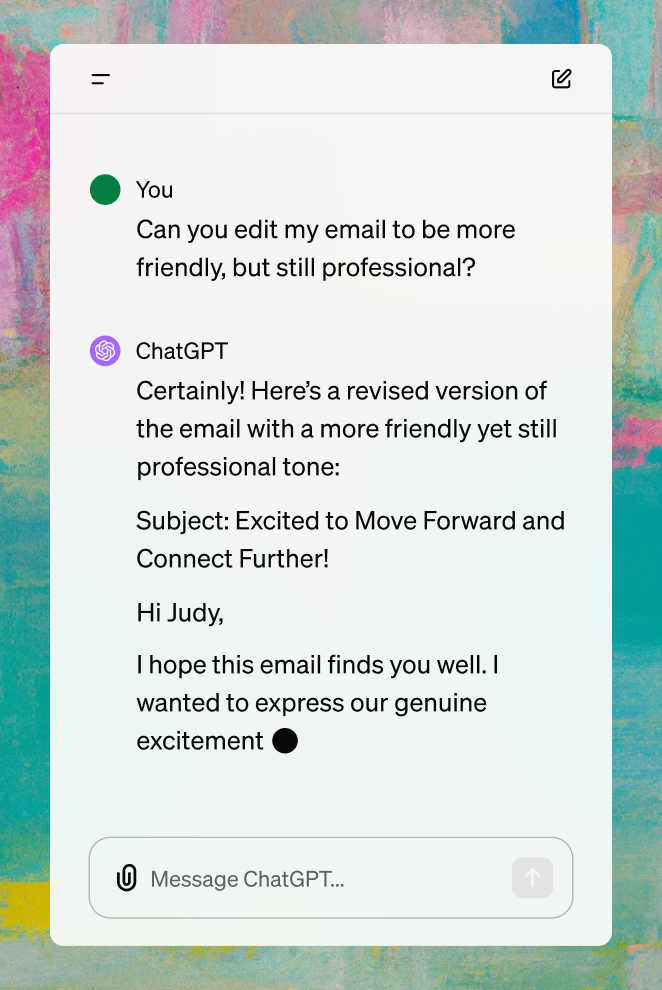 You
Can you edit my email to be more
friendly, but still professional?
ChatGPT
Certainly! Here’s a revised version of
the email with a more friendly yet still
professional tone:
Subject: Excited to Move Forward and
Connect Further!
Hi Judy,
I hope this email finds you well. I
wanted to express our genuine
excitement
Message ChatGPT...